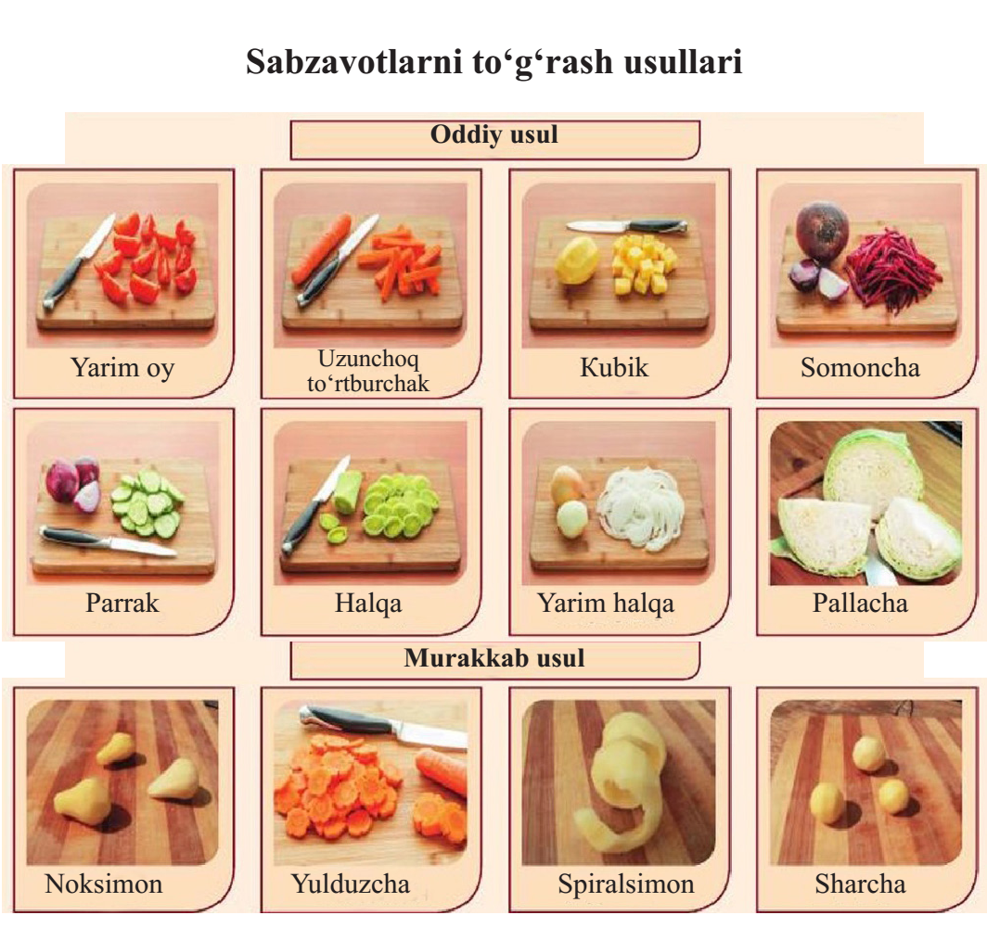 Sabzavotlarni to‘g‘rash usullari
Oddiy usul
Yarim oy
Uzunchoq
to‘rtburchak
Kubik
Somoncha
Parrak
Halqa
Yarim halqa
Pallacha
Murakkab usul
Noksimon
Yulduzcha
Spiralsimon
Sharcha